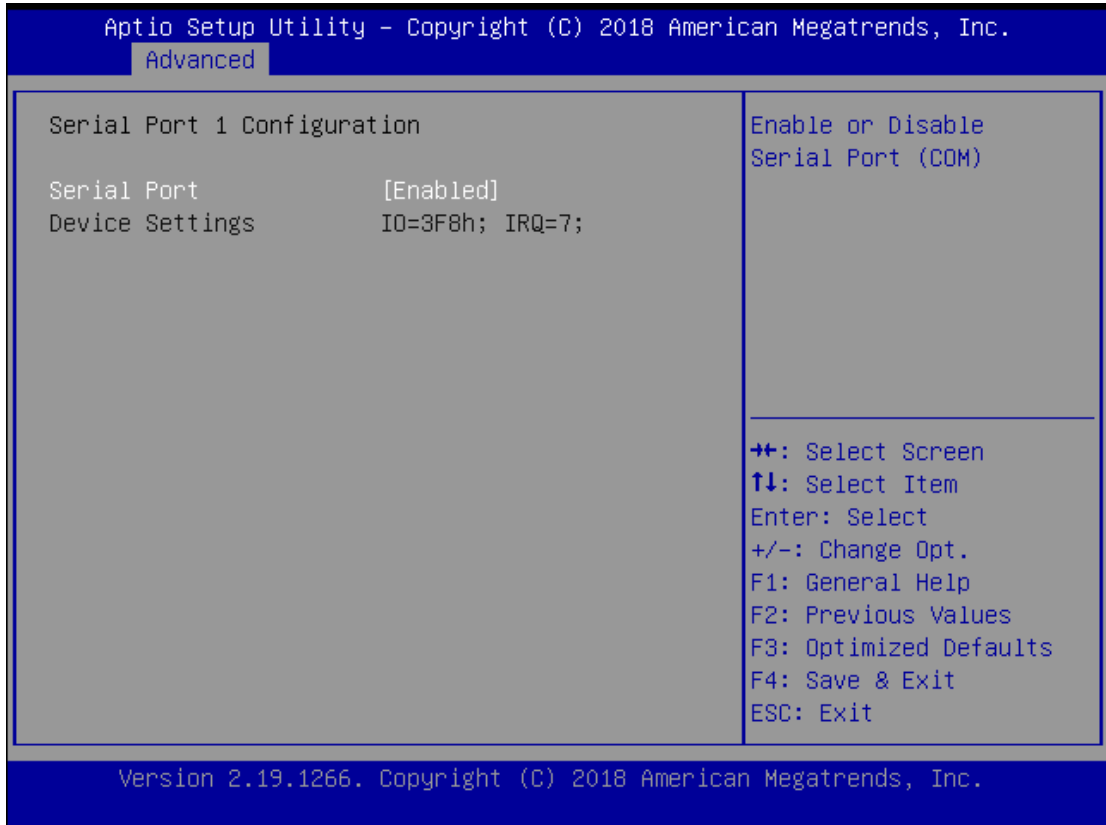 Aptio Setup Utility – Copyright (C) 2018 American Megatrends, Inc.
Advanced
Serial Port 1 Configuration
Serial Port [Enabled]
Device Settings IO=3F8h; IRQ=7;
Enable or Disable
Serial Port (COM)
→←: Select Screen
↑↓: Select Item
Enter: Select
+/-: Change Opt.
F1: General Help
F2: Previous Values
F3: Optimized Defaults
F4: Save & Exit
ESC: Exit
Version 2.19.1266. Copyright (C) 2018 American Megatrends, Inc.